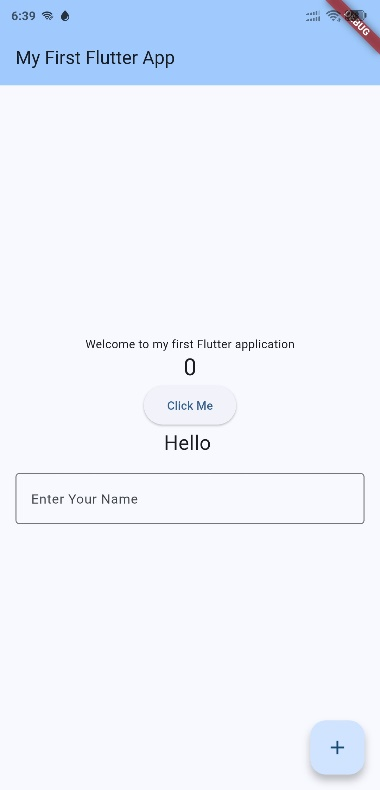 6:39
DEBUG
My First Flutter App
Welcome to my first Flutter application
0
Click Me
Hello
Enter Your Name
+